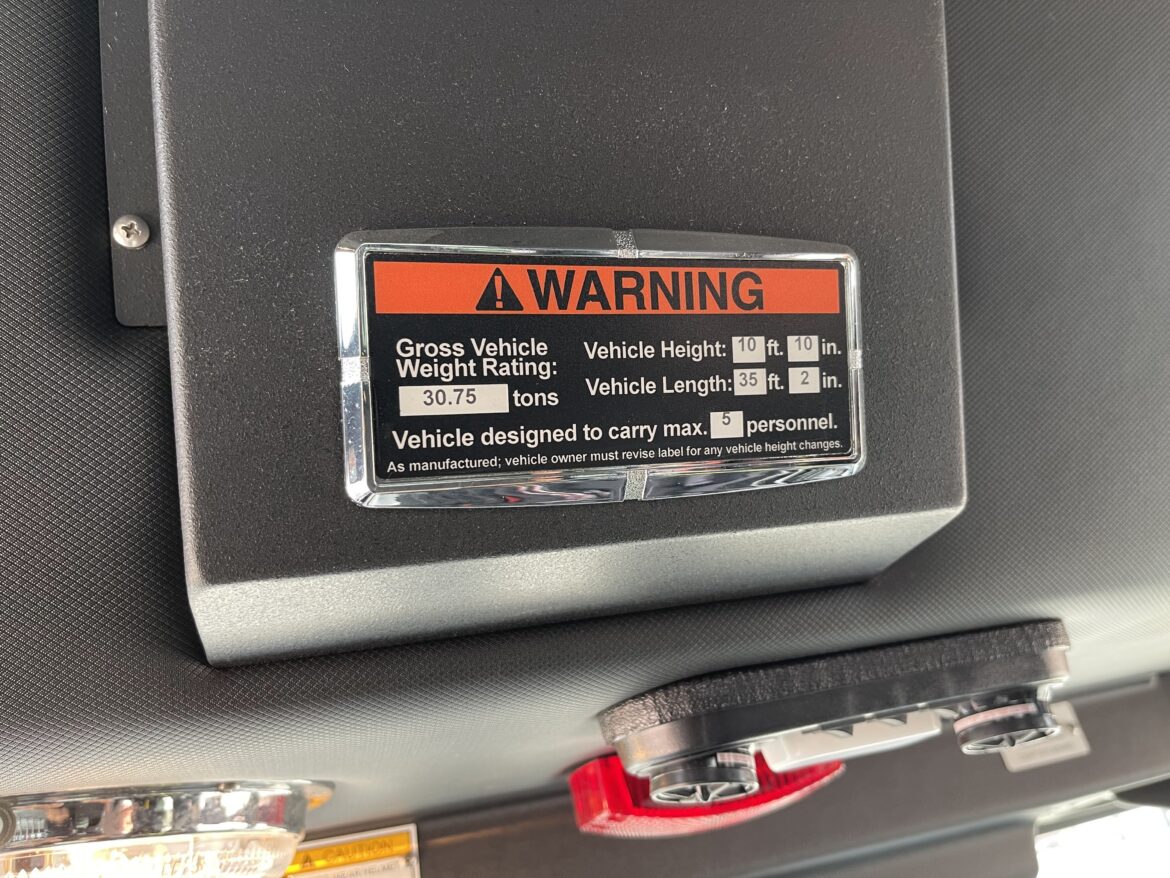 WARNING
Gross Vehicle
Weight Rating:
30.75 tons
Vehicle Height: 10 ft. 10 in.
Vehicle Length: 35 ft. 2 in.
Vehicle designed to carry max. 5 personnel.
As manufactured; vehicle owner must revise label for any vehicle height changes.
CAUTION